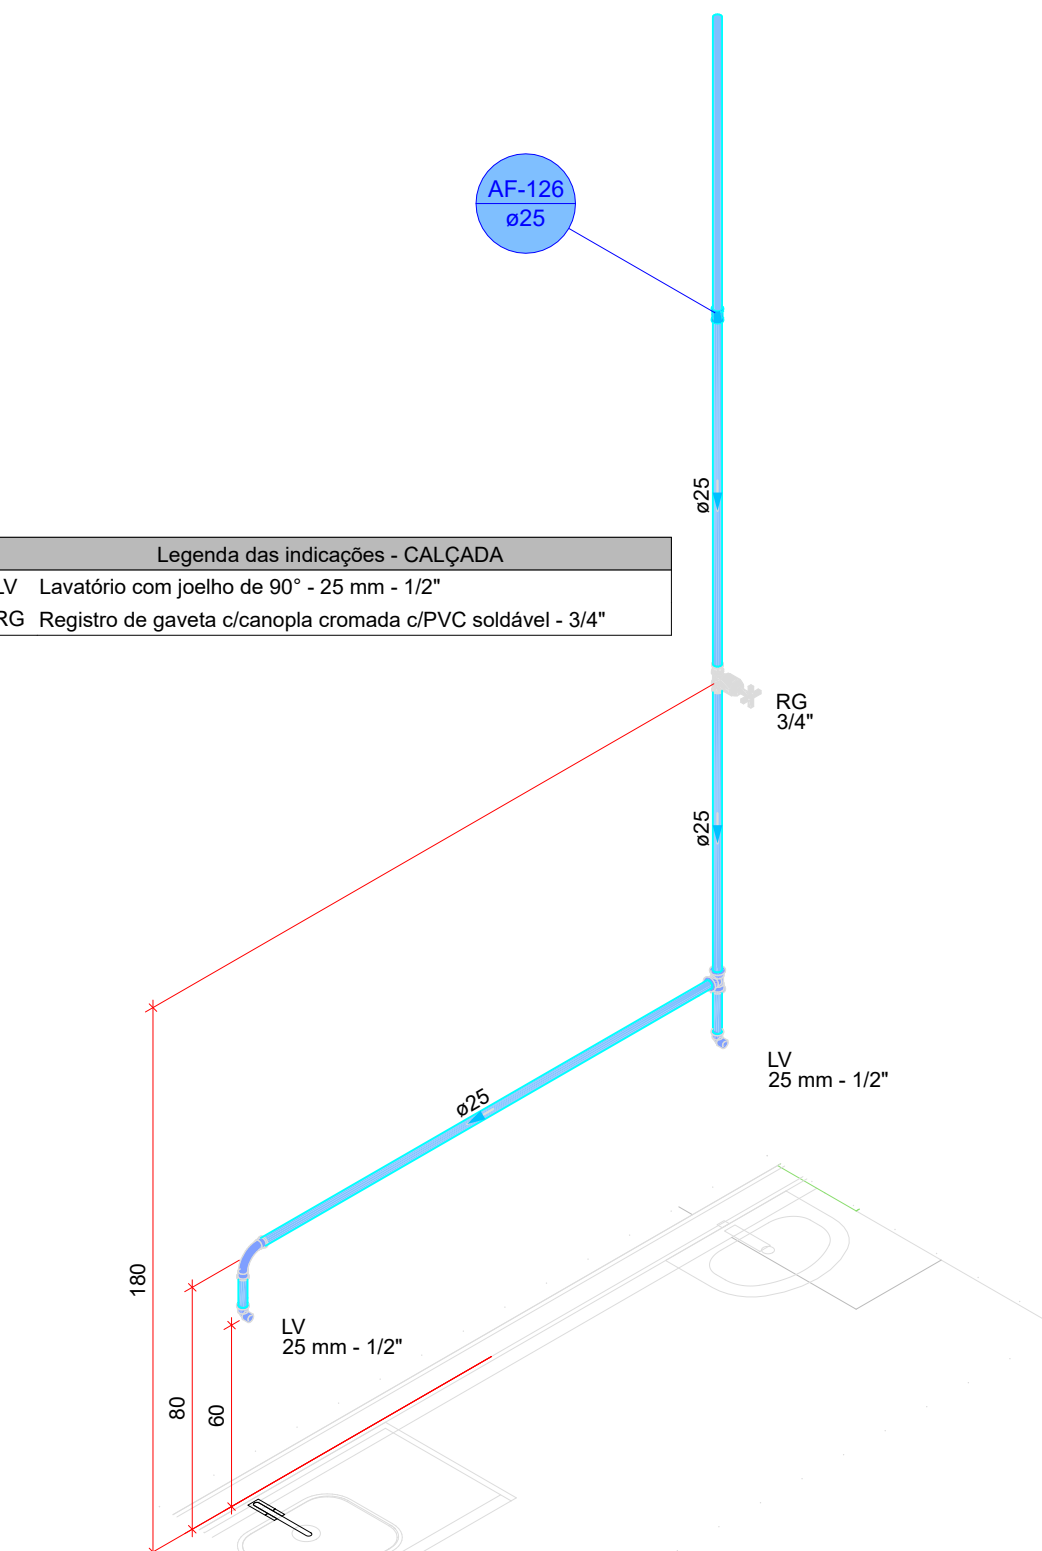 AF-126
ø25
ø25
Legenda das indicações - CALÇADA
LV Lavatório com joelho de 90° - 25 mm - 1/2"
RG Registro de gaveta c/canopla cromada c/PVC soldável - 3/4"
RG
3/4"
ø25
LV
25 mm - 1/2"
ø25
180
LV
25 mm - 1/2"
80
60